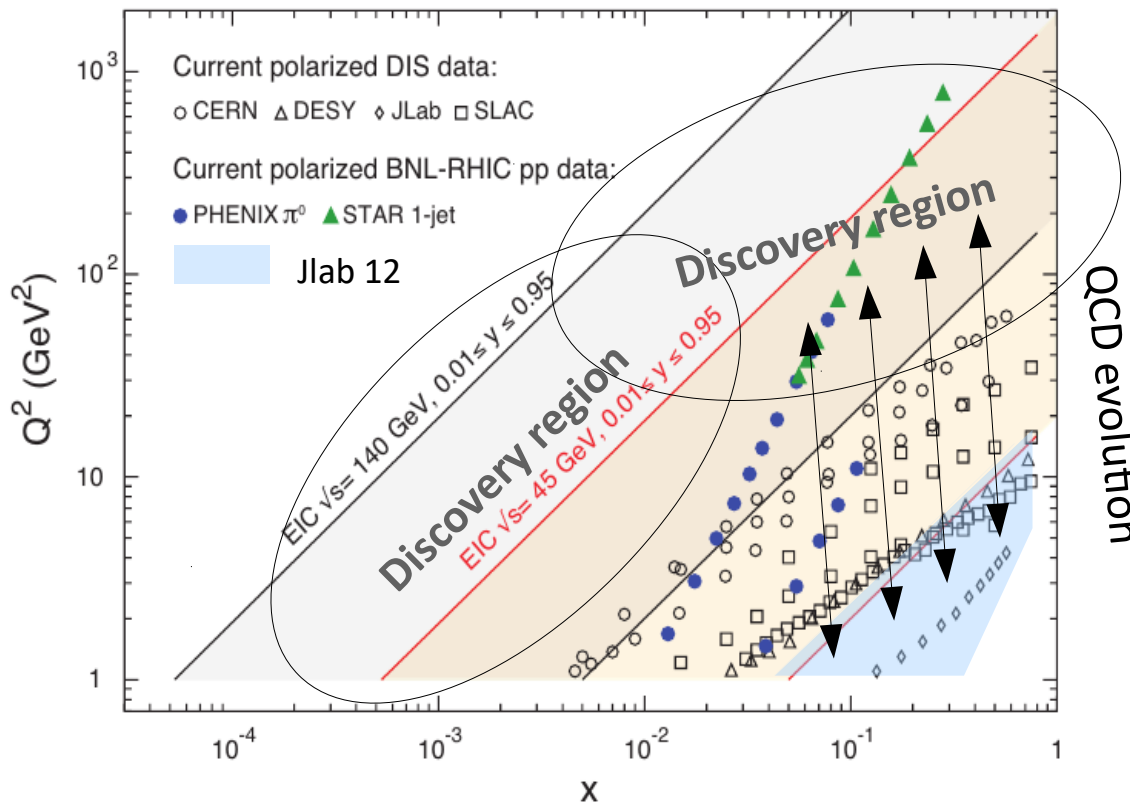 Current polarized DIS data:
○ CERN △ DESY ◊ JLab □ SLAC
Current polarized BNL-RHIC pp data:
● PHENIX π⁰ ▲ STAR 1-jet
Jlab 12
Discovery region
Discovery region
EIC √s= 140 GeV, 0.01≤ y ≤ 0.95
EIC √s= 45 GeV, 0.01≤ y ≤ 0.95
QCD evolution
Q² (GeV²)
10³
10²
10
1
10⁻⁴
10⁻³
10⁻²
10⁻¹
1
x